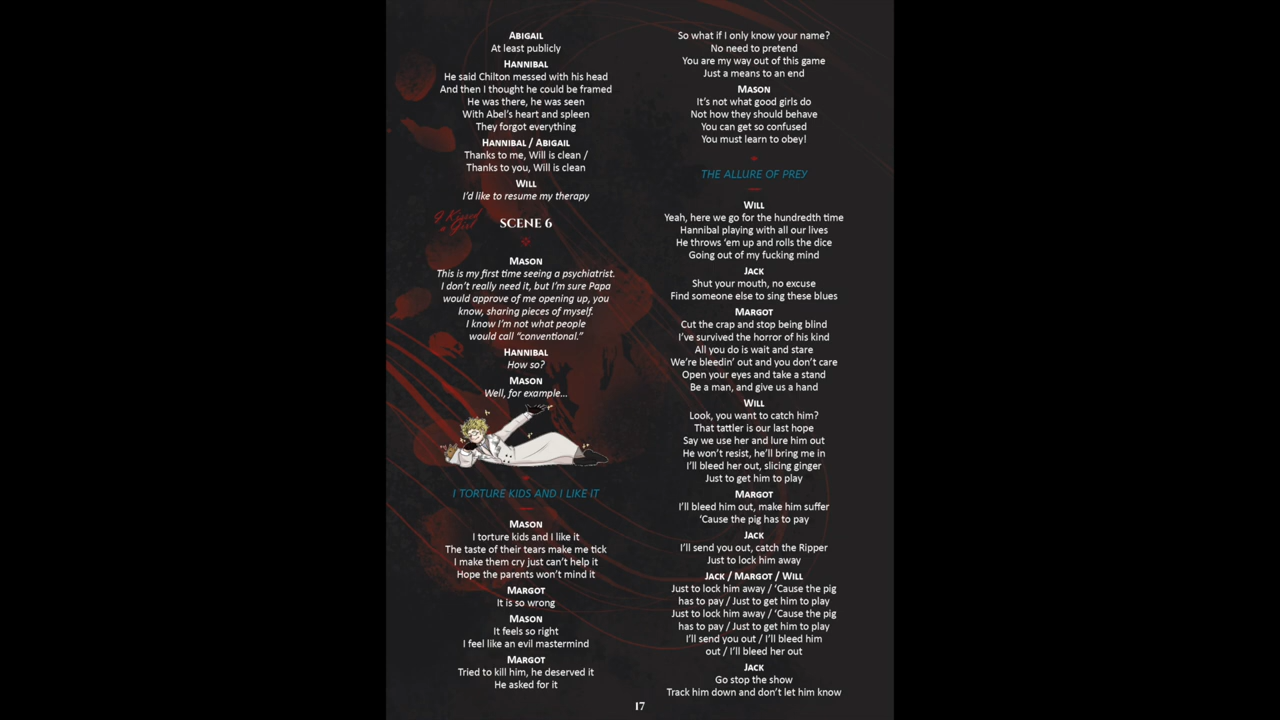 ABIGAIL
At least publicly
HANNIBAL
He said Chilton messed with his head
And then I thought he could be framed
He was there, he was seen
With Abel's heart and spleen
They forgot everything
HANNIBAL / ABIGAIL
Thanks to me, Will is clean /
Thanks to you, Will is clean
WILL
I'd like to resume my therapy
I Kissed
a Girl
SCENE 6
MASON
This is my first time seeing a psychiatrist.
I don't really need it, but I'm sure Papa
would approve of me opening up, you
know, sharing pieces of myself.
I know I'm not what people
would call "conventional."
HANNIBAL
How so?
MASON
Well, for example...
I TORTURE KIDS AND I LIKE IT
MASON
I torture kids and I like it
The taste of their tears make me tick
I make them cry just can't help it
Hope the parents won't mind it
MARGOT
It is so wrong
MASON
It feels so right
I feel like an evil mastermind
MARGOT
Tried to kill him, he deserved it
He asked for it
So what if I only know your name?
No need to pretend
You are my way out of this game
Just a means to an end
MASON
It's not what good girls do
Not how they should behave
You can get so confused
You must learn to obey!
THE ALLURE OF PREY
WILL
Yeah, here we go for the hundredth time
Hannibal playing with all our lives
He throws 'em up and rolls the dice
Going out of my fucking mind
JACK
Shut your mouth, no excuse
Find someone else to sing these blues
MARGOT
Cut the crap and stop being blind
I've survived the horror of his kind
All you do is wait and stare
We're bleedin' out and you don't care
Open your eyes and take a stand
Be a man, and give us a hand
WILL
Look, you want to catch him?
That tattler is our last hope
Say we use her and lure him out
He won't resist, he'll bring me in
I'll bleed her out, slicing ginger
Just to get him to play
MARGOT
I'll bleed him out, make him suffer
'Cause the pig has to pay
JACK
I'll send you out, catch the Ripper
Just to lock him away
JACK / MARGOT / WILL
Just to lock him away / 'Cause the pig
has to pay / Just to get him to play
Just to lock him away / 'Cause the pig
has to pay / Just to get him to play
I'll send you out / I'll bleed him
out / I'll bleed her out
JACK
Go stop the show
Track him down and don't let him know
17